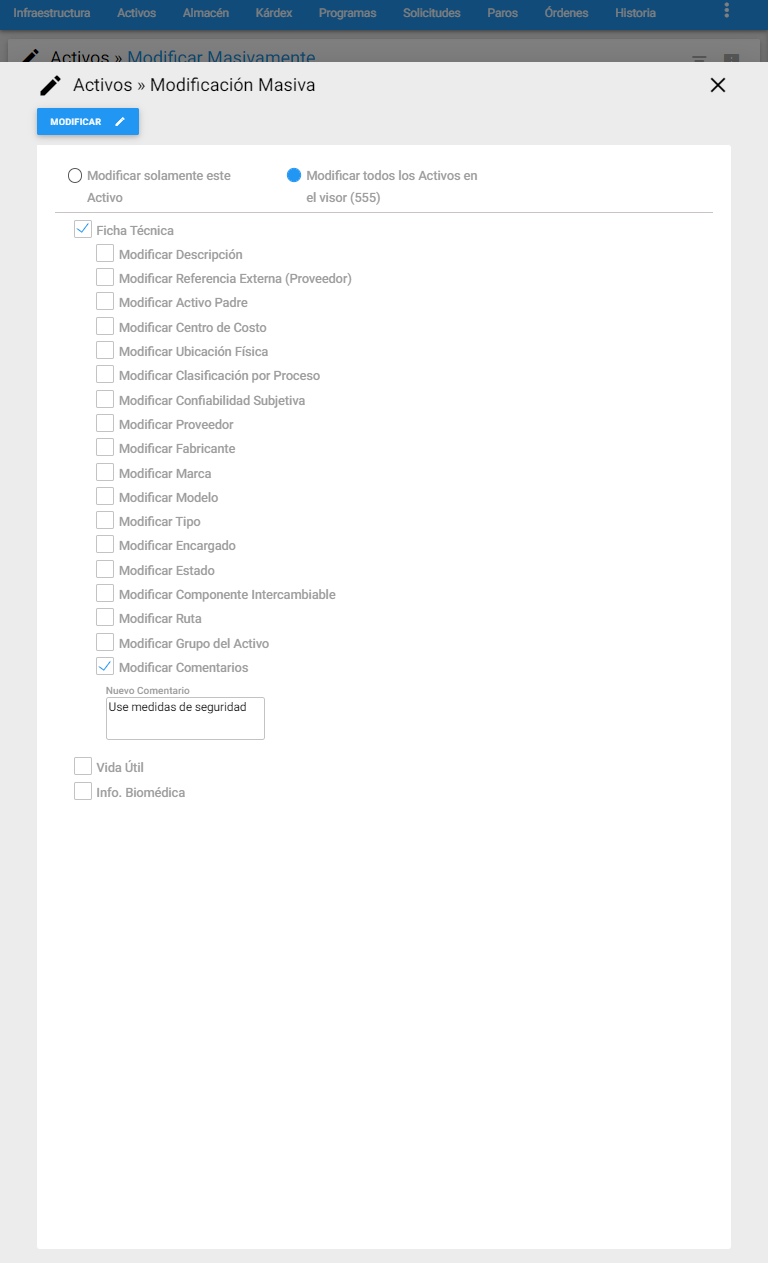 Infraestructura Activos Almacén Kárdex Programas Solicitudes Paros Órdenes Historia
Activos » Modificar Masivamente
Activos » Modificación Masiva
MODIFICAR
Modificar solamente este
Activo
Modificar todos los Activos en
el visor (555)
Ficha Técnica
Modificar Descripción
Modificar Referencia Externa (Proveedor)
Modificar Activo Padre
Modificar Centro de Costo
Modificar Ubicación Física
Modificar Clasificación por Proceso
Modificar Confiabilidad Subjetiva
Modificar Proveedor
Modificar Fabricante
Modificar Marca
Modificar Modelo
Modificar Tipo
Modificar Encargado
Modificar Estado
Modificar Componente Intercambiable
Modificar Ruta
Modificar Grupo del Activo
Modificar Comentarios
Nuevo Comentario
Use medidas de seguridad
Vida Útil
Info. Biomédica